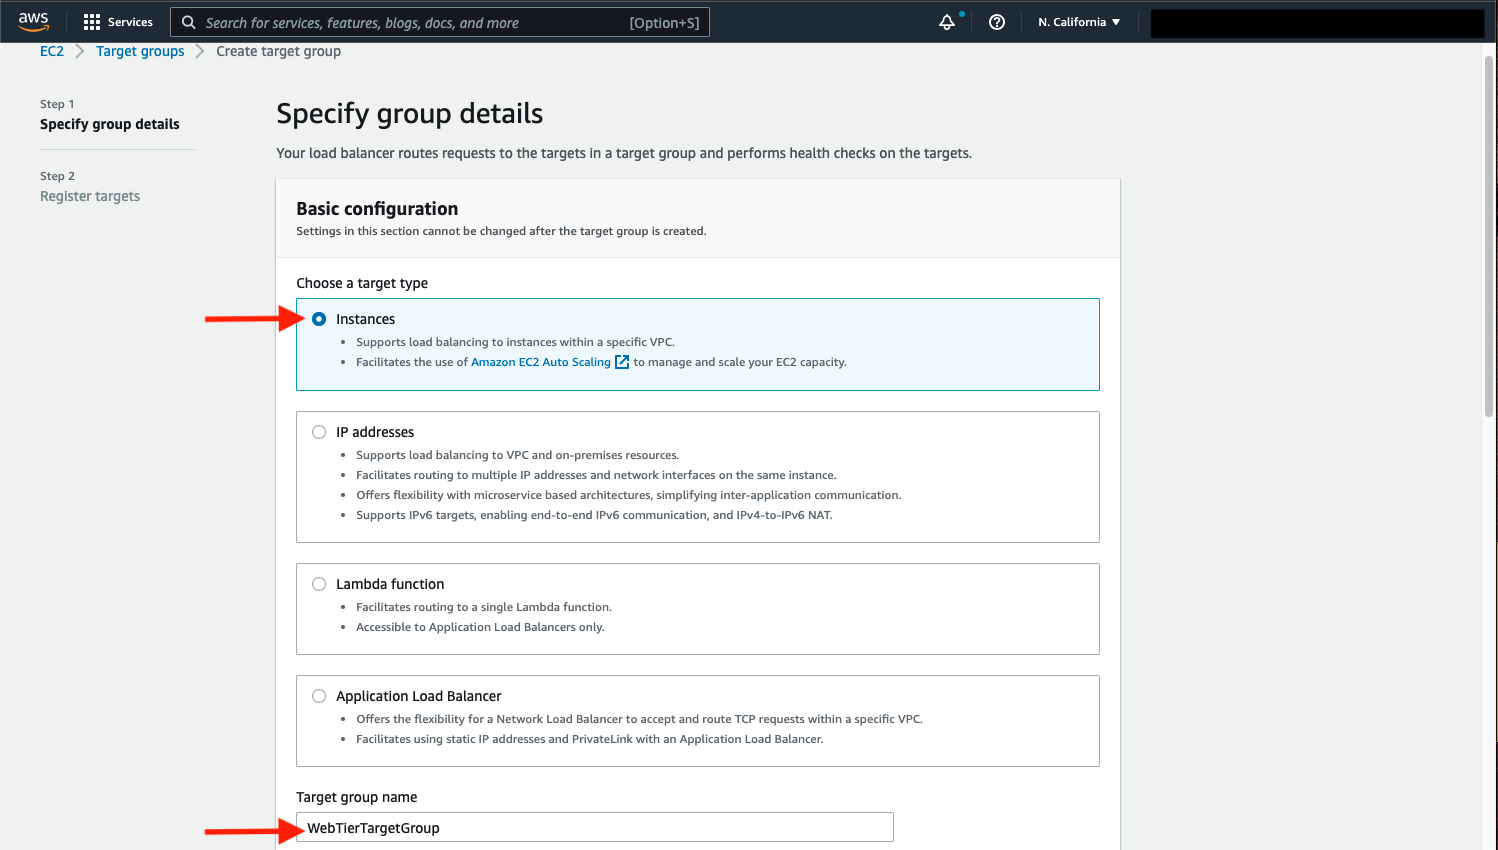 aws Services Search for services, features, blogs, docs, and more [Option+S] N. California
EC2 Target groups Create target group
Step 1
Specify group details
Step 2
Register targets
Specify group details
Your load balancer routes requests to the targets in a target group and performs health checks on the targets.
Basic configuration
Settings in this section cannot be changed after the target group is created.
Choose a target type
Instances
• Supports load balancing to instances within a specific VPC.
• Facilitates the use of Amazon EC2 Auto Scaling to manage and scale your EC2 capacity.
IP addresses
• Supports load balancing to VPC and on-premises resources.
• Facilitates routing to multiple IP addresses and network interfaces on the same instance.
• Offers flexibility with microservice based architectures, simplifying inter-application communication.
• Supports IPv6 targets, enabling end-to-end IPv6 communication, and IPv4-to-IPv6 NAT.
Lambda function
• Facilitates routing to a single Lambda function.
• Accessible to Application Load Balancers only.
Application Load Balancer
• Offers the flexibility for a Network Load Balancer to accept and route TCP requests within a specific VPC.
• Facilitates using static IP addresses and PrivateLink with an Application Load Balancer.
Target group name
WebTierTargetGroup